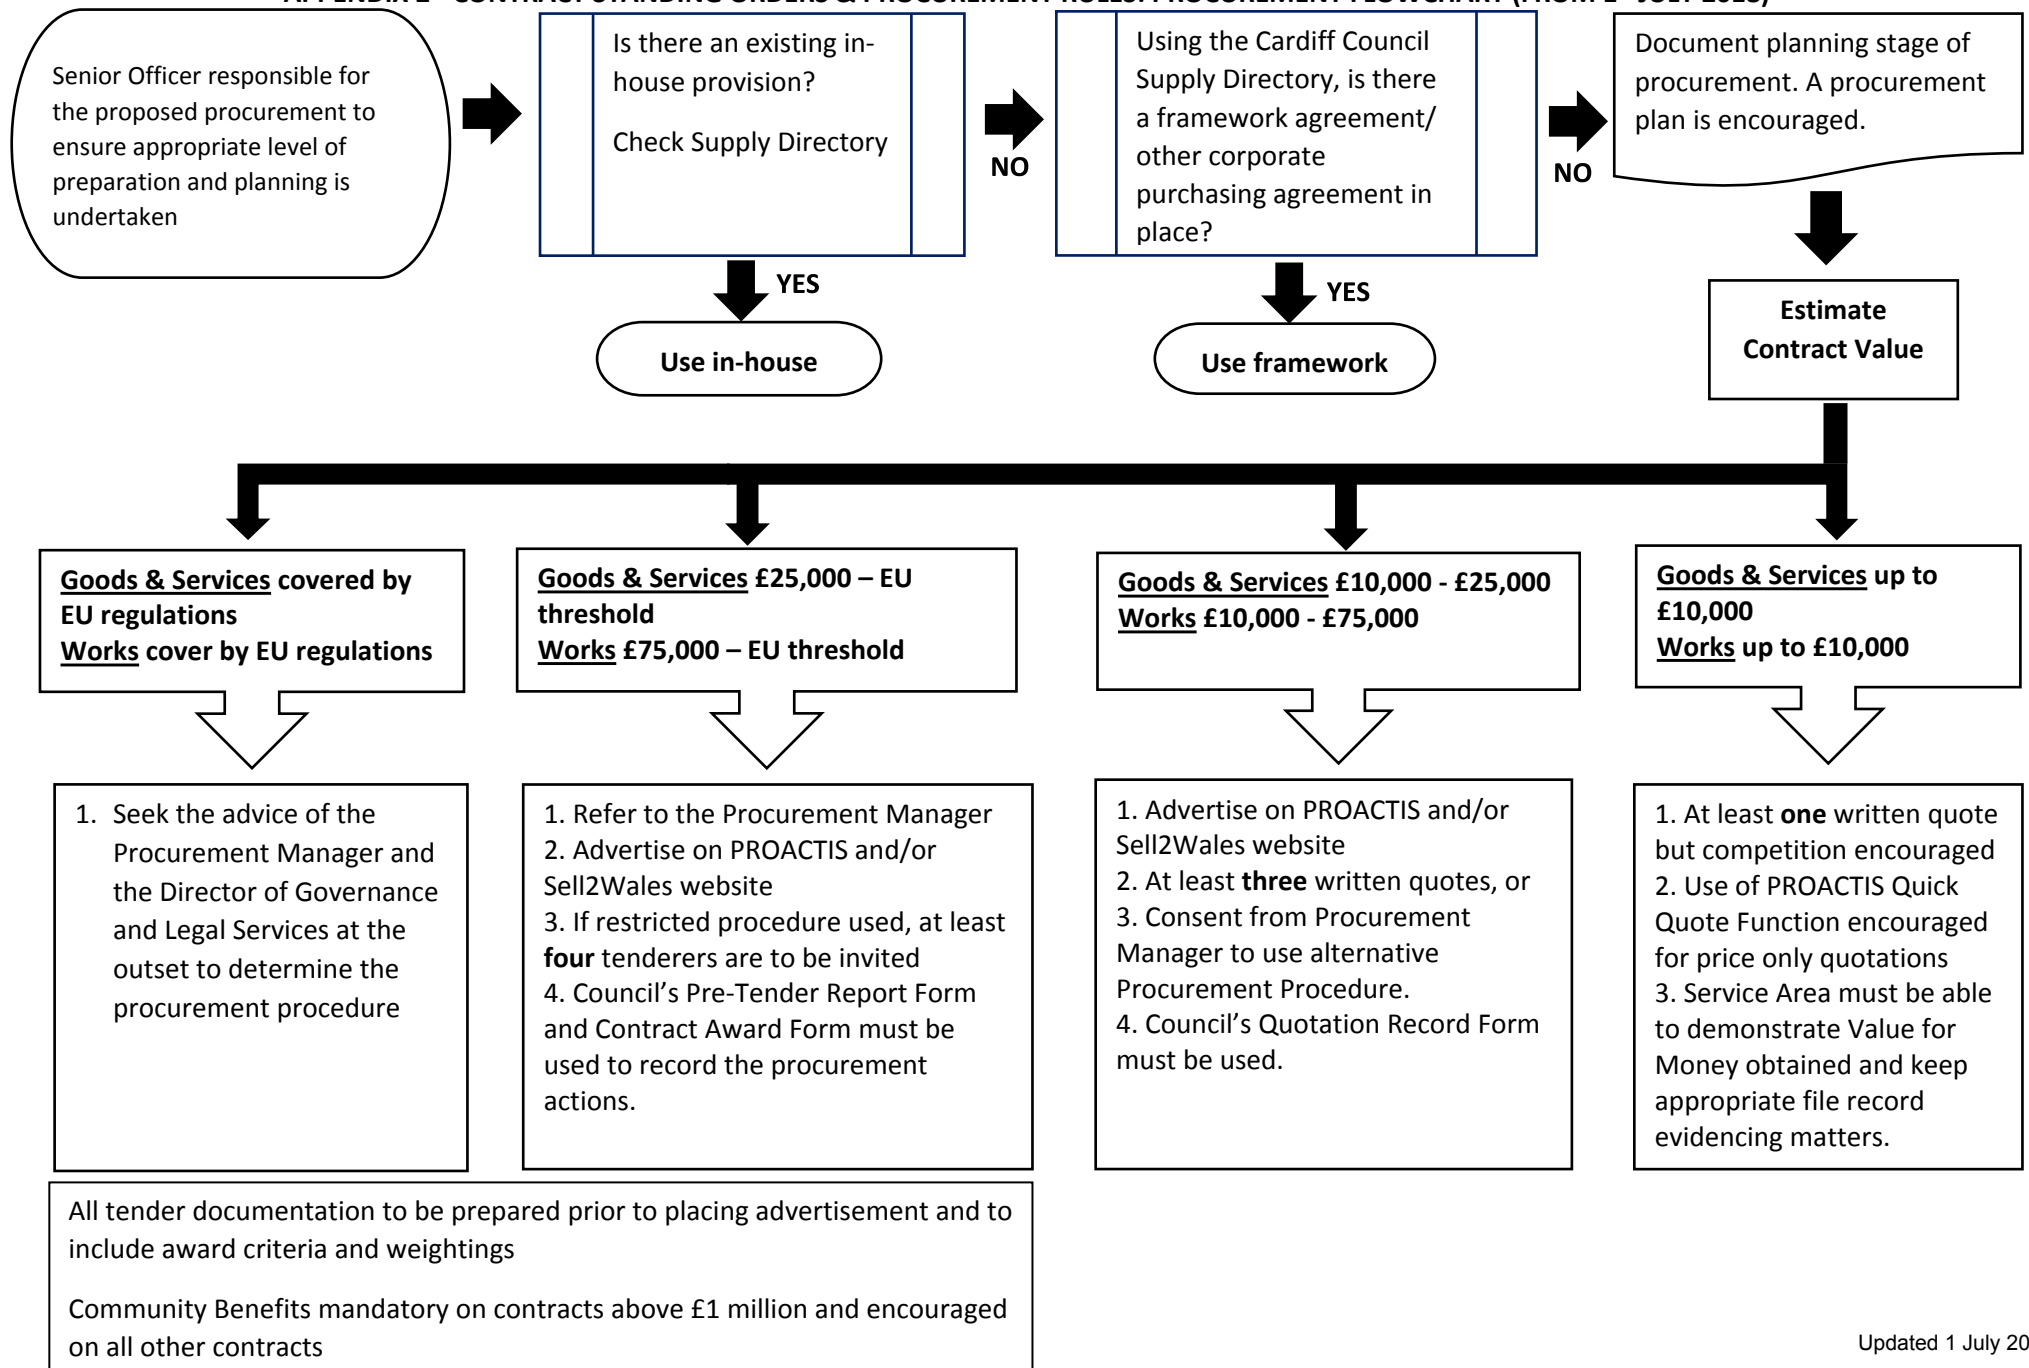 Senior Officer responsible for
the proposed procurement to
ensure appropriate level of
preparation and planning is
undertaken
Is there an existing in-
house provision?
Check Supply Directory
NO
YES
Use in-house
Using the Cardiff Council
Supply Directory, is there
a framework agreement/
other corporate
purchasing agreement in
place?
NO
YES
Use framework
Document planning stage of
procurement. A procurement
plan is encouraged.
Estimate
Contract Value
Goods & Services covered by
EU regulations
Works cover by EU regulations
1. Seek the advice of the
Procurement Manager and
the Director of Governance
and Legal Services at the
outset to determine the
procurement procedure
Goods & Services £25,000 – EU
threshold
Works £75,000 – EU threshold
1. Refer to the Procurement Manager
2. Advertise on PROACTIS and/or
Sell2Wales website
3. If restricted procedure used, at least
four tenderers are to be invited
4. Council’s Pre-Tender Report Form
and Contract Award Form must be
used to record the procurement
actions.
Goods & Services £10,000 - £25,000
Works £10,000 - £75,000
1. Advertise on PROACTIS and/or
Sell2Wales website
2. At least three written quotes, or
3. Consent from Procurement
Manager to use alternative
Procurement Procedure.
4. Council’s Quotation Record Form
must be used.
Goods & Services up to
£10,000
Works up to £10,000
1. At least one written quote
but competition encouraged
2. Use of PROACTIS Quick
Quote Function encouraged
for price only quotations
3. Service Area must be able
to demonstrate Value for
Money obtained and keep
appropriate file record
evidencing matters.
All tender documentation to be prepared prior to placing advertisement and to
include award criteria and weightings
Community Benefits mandatory on contracts above £1 million and encouraged
on all other contracts
Updated 1 July 20